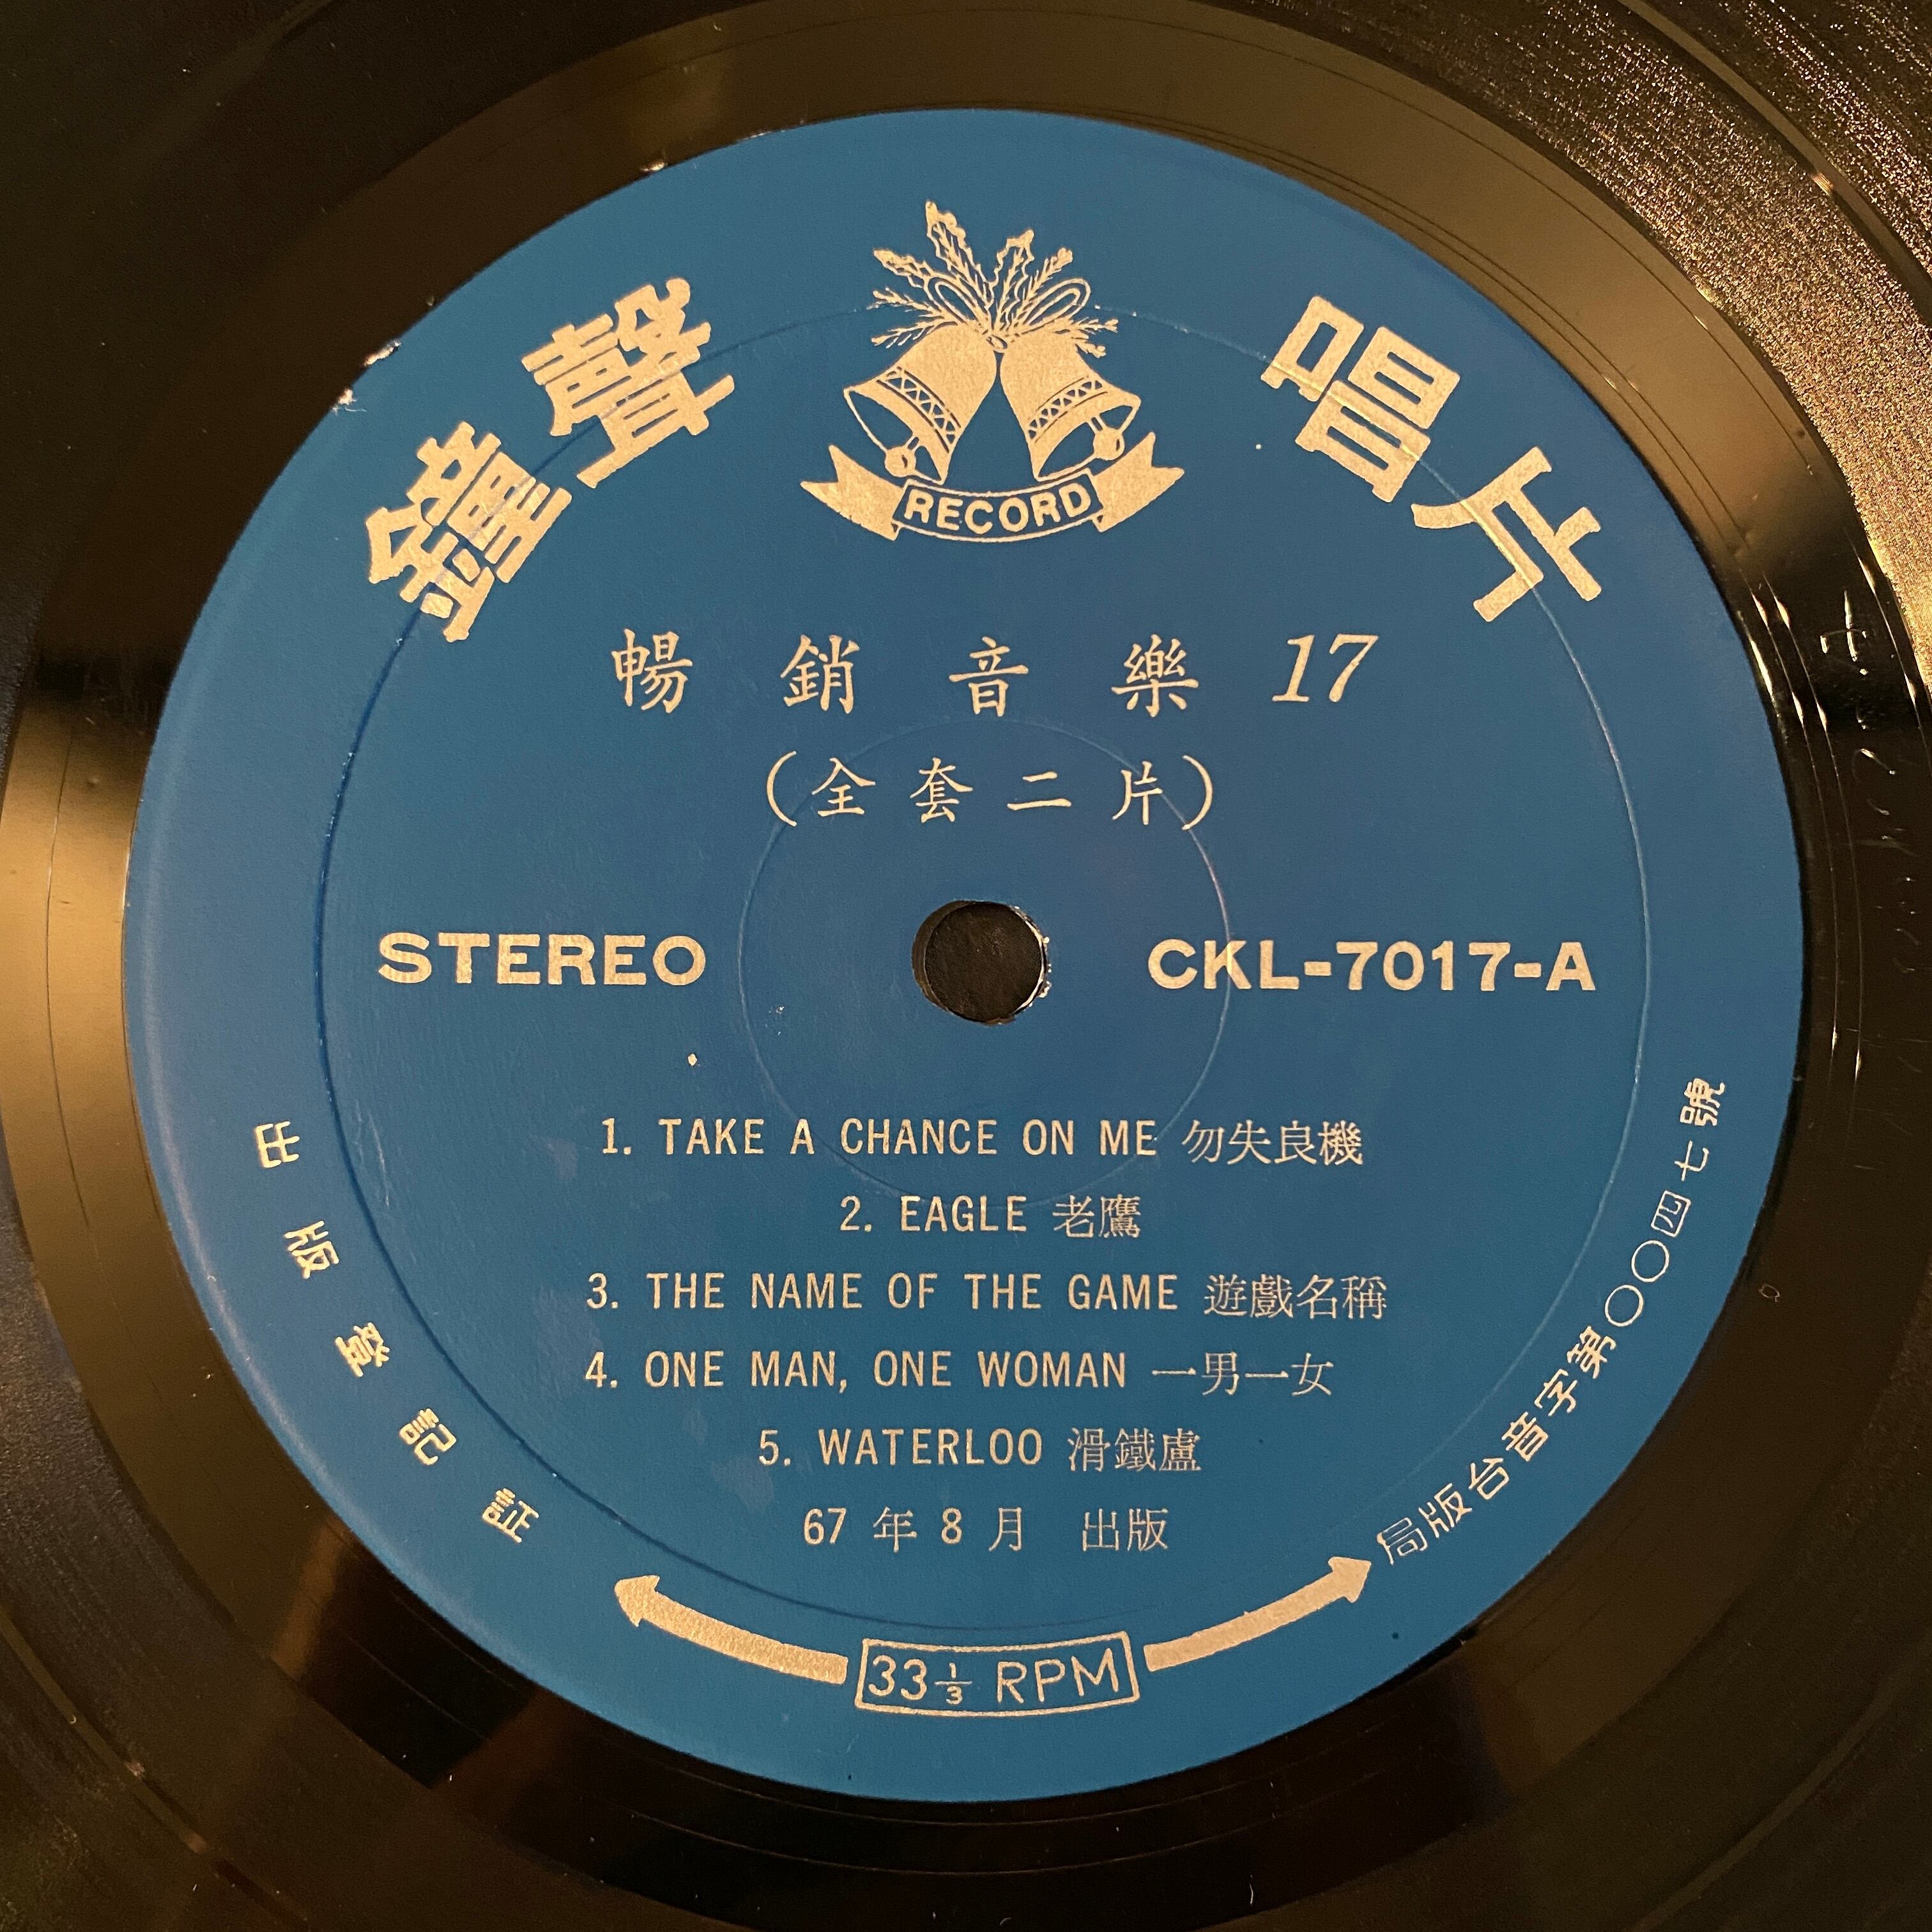 鐘聲唱片
RECORD
暢銷音樂17
(全套二片)
STEREO
CKL-7017-A
1. TAKE A CHANCE ON ME 勿失良機
2. EAGLE 老鷹
3. THE NAME OF THE GAME 遊戲名稱
4. ONE MAN, ONE WOMAN 一男一女
5. WATERLOO 滑鐵盧
67年8月 出版
出版登記証
局版台音字第〇〇四七號
33⅓ RPM